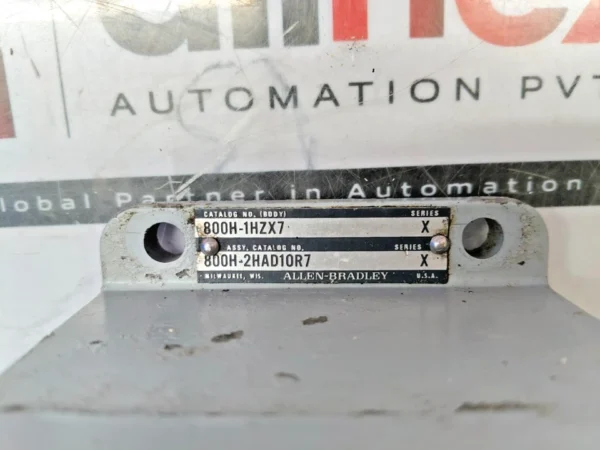 AUTOMATION PVT
lobal Partner in Automation
CATALOG NO. (BODY) SERIES
800H-1HZX7 X
ASSY. CATALOG NO. SERIES
800H-2HAD10R7 X
MILWAUKEE, WIS. ALLEN-BRADLEY U.S.A.